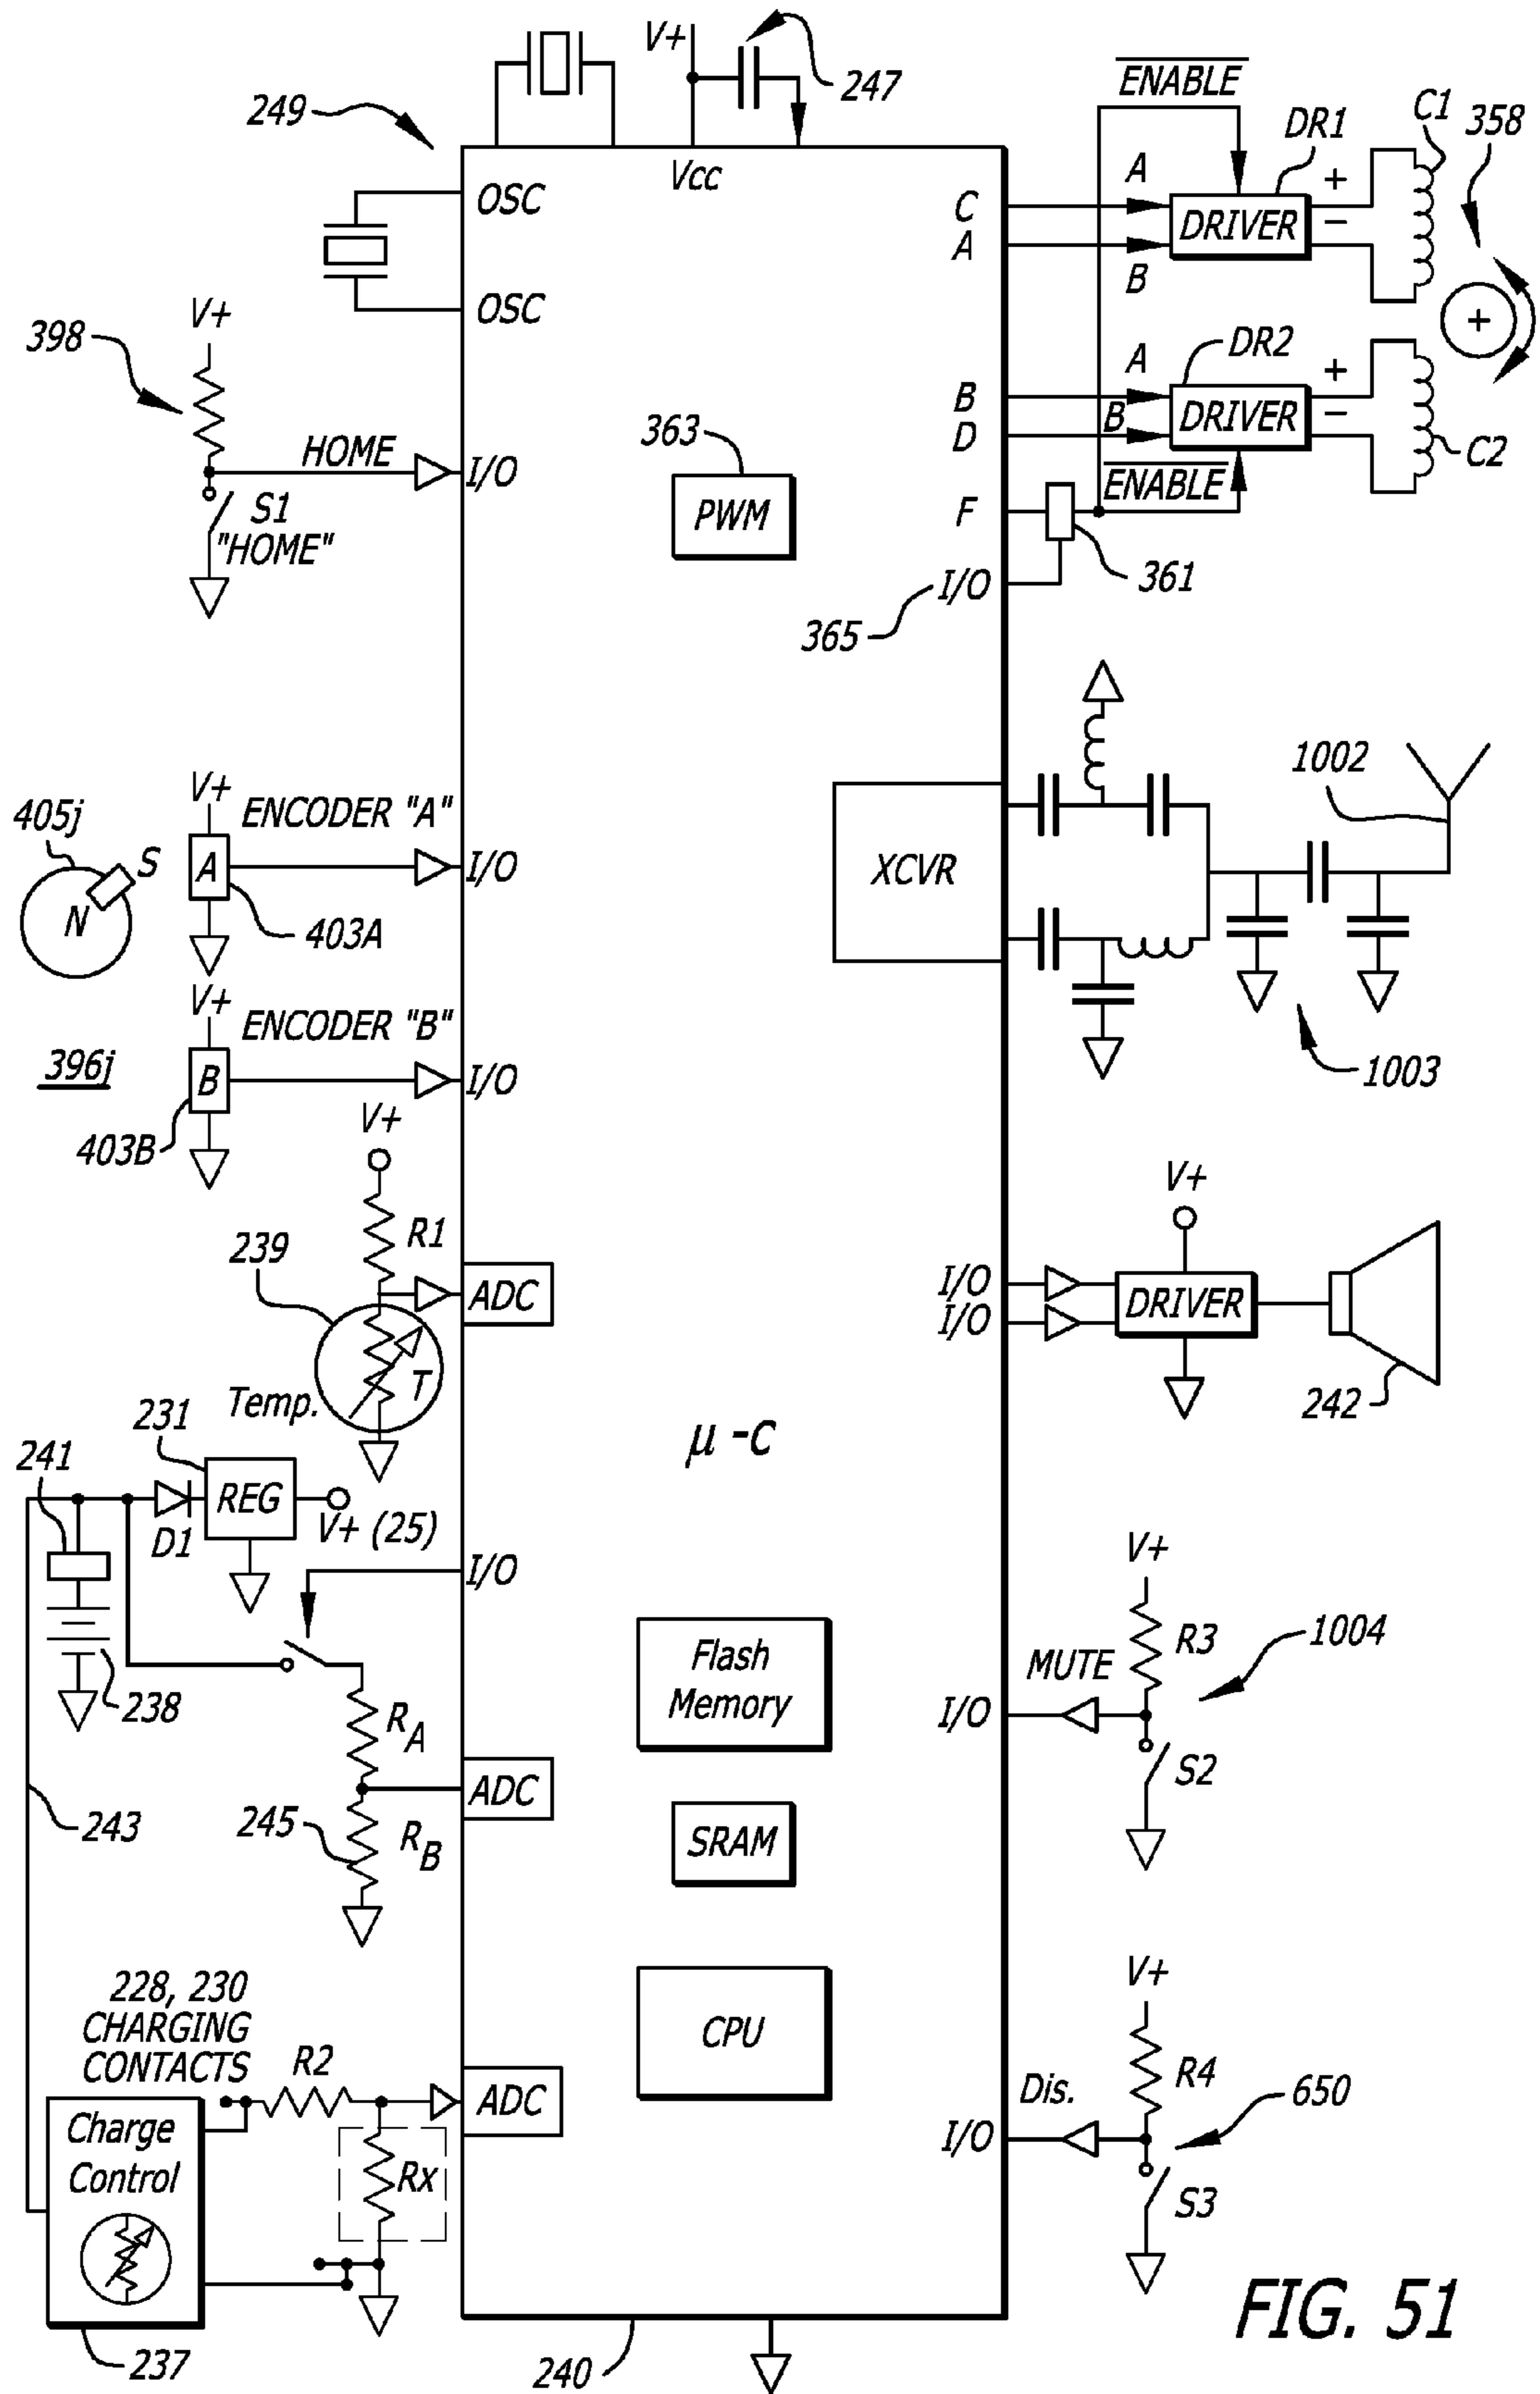 V+
247
249
Vcc
OSC
OSC
ENABLE
DR1
C1
358
C
A
A
B
DRIVER
+
−
+
DR2
B
D
A
B
DRIVER
+
−
C2
ENABLE
F
361
I/O
365
V+
398
HOME
I/O
S1
"HOME"
363
PWM
405j
S
N
V+
ENCODER "A"
A
I/O
403A
V+
ENCODER "B"
396j
B
I/O
403B
XCVR
1002
1003
V+
R1
239
ADC
T
Temp.
V+
I/O
I/O
DRIVER
242
μ-c
231
241
REG
D1
V+ (25)
I/O
238
RA
ADC
243
245
RB
Flash
Memory
SRAM
CPU
V+
R3
1004
MUTE
I/O
S2
228, 230
CHARGING
CONTACTS
R2
ADC
Charge
Control
Rx
237
240
V+
R4
650
Dis.
I/O
S3
FIG. 51